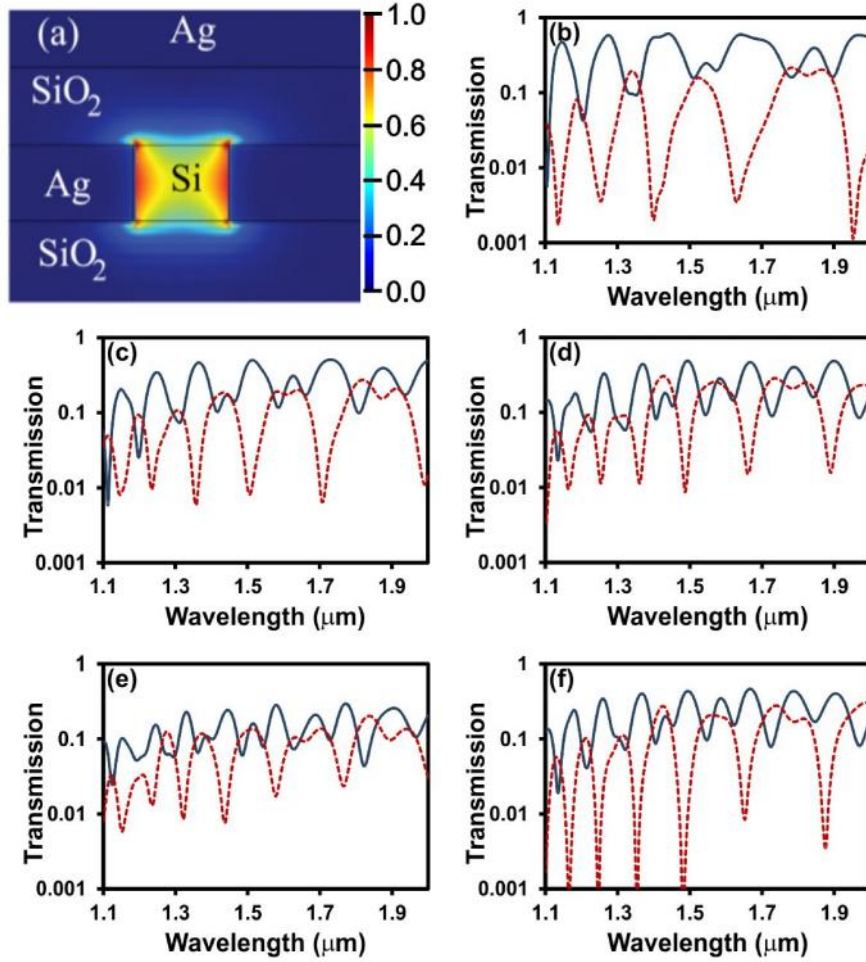 (a)
Ag
SiO2
Ag
Si
SiO2
1.0
0.8
0.6
0.4
0.2
0.0
(b)
Transmission
1
0.1
0.01
0.001
1.1 1.3 1.5 1.7 1.9
Wavelength (μm)
(c)
Transmission
1
0.1
0.01
0.001
1.1 1.3 1.5 1.7 1.9
Wavelength (μm)
(d)
Transmission
1
0.1
0.01
0.001
1.1 1.3 1.5 1.7 1.9
Wavelength (μm)
(e)
Transmission
1
0.1
0.01
0.001
1.1 1.3 1.5 1.7 1.9
Wavelength (μm)
(f)
Transmission
1
0.1
0.01
0.001
1.1 1.3 1.5 1.7 1.9
Wavelength (μm)